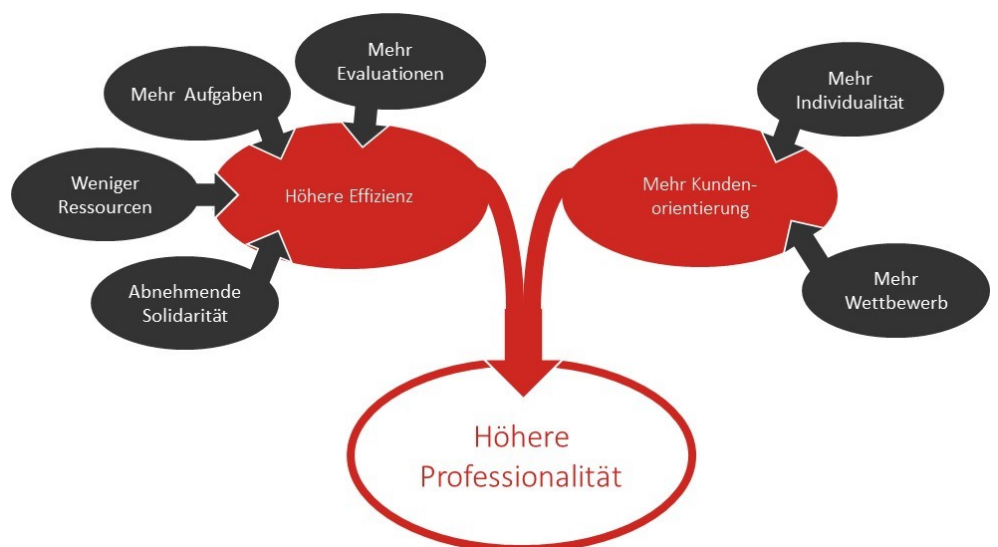 Mehr
Evaluationen
Mehr Aufgaben
Weniger
Ressourcen
Höhere Effizienz
Abnehmende
Solidarität
Mehr
Individualität
Mehr Kunden-
orientierung
Mehr
Wettbewerb
Höhere
Professionalität